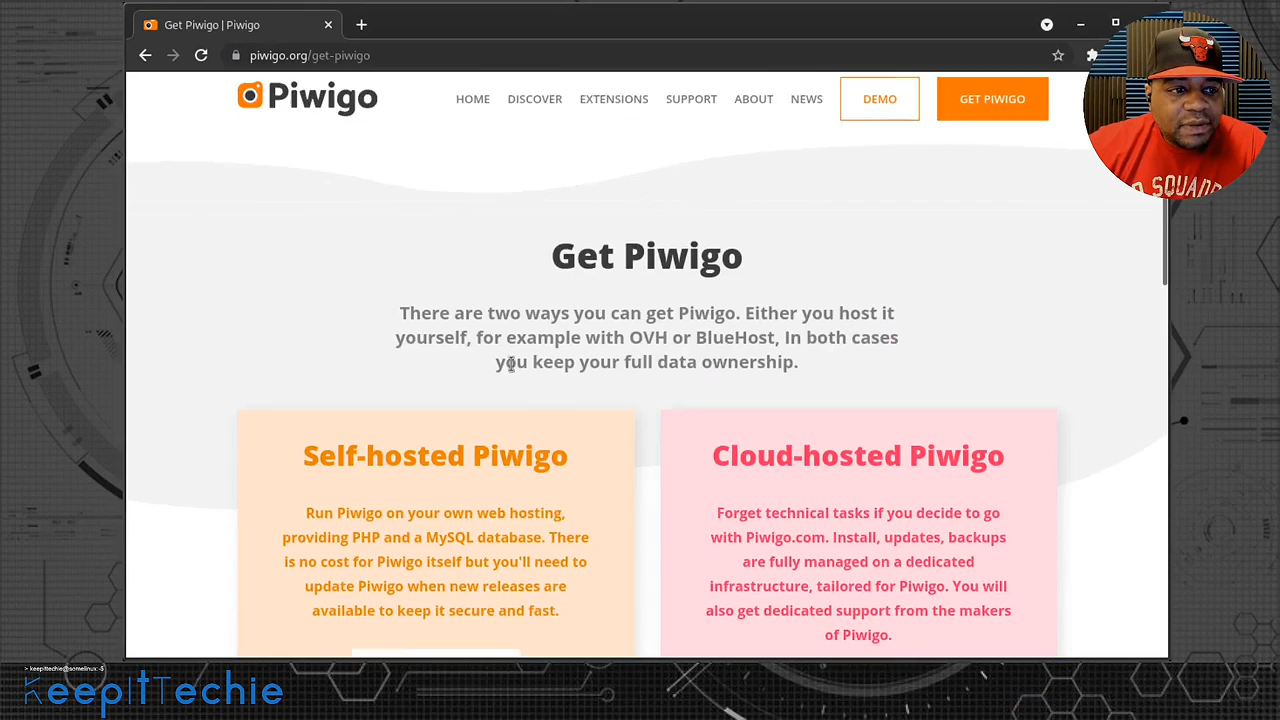 Get Piwigo | Piwigo
piwigo.org/get-piwigo
Piwigo
HOME DISCOVER EXTENSIONS SUPPORT ABOUT NEWS DEMO GET PIWIGO
SQUAD
Get Piwigo
There are two ways you can get Piwigo. Either you host it
yourself, for example with OVH or BlueHost, In both cases
you keep your full data ownership.
Self-hosted Piwigo
Run Piwigo on your own web hosting,
providing PHP and a MySQL database. There
is no cost for Piwigo itself but you'll need to
update Piwigo when new releases are
available to keep it secure and fast.
Cloud-hosted Piwigo
Forget technical tasks if you decide to go
with Piwigo.com. Install, updates, backups
are fully managed on a dedicated
infrastructure, tailored for Piwigo. You will
also get dedicated support from the makers
of Piwigo.
> keepittechie@somelinux:~$
KeepItTechie